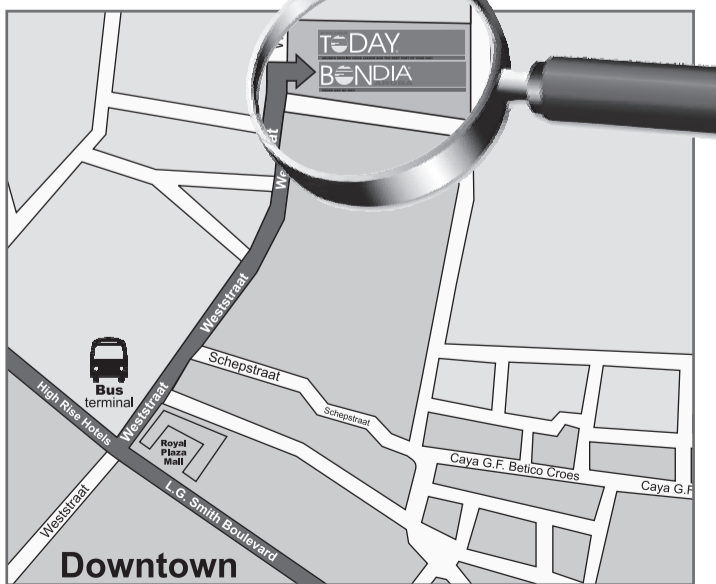 TODAY
BONDIA
Weststraat
Weststraat
Schepstraat
Schepstraat
Bus
terminal
High Rise Hotels
Weststraat
Royal
Plaza
Mall
Caya G.F. Betico Croes
Caya G.F
Weststraat
L.G. Smith Boulevard
Downtown